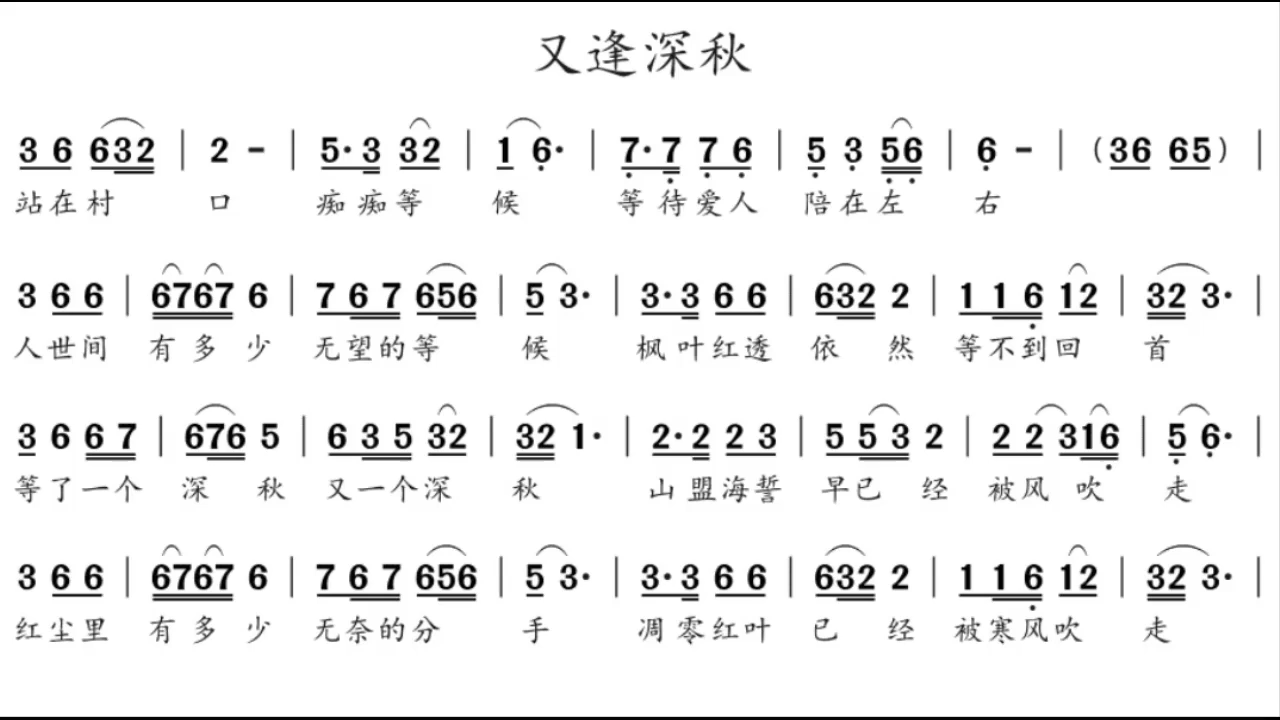 又逢深秋
3 6 632 | 2 - | 5·3 32 | 1 6· | 7·7 7 6 | 5 3 56 | 6 - | (36 65) |
站在村 口 痴痴等 候 等待爱人 陪在左 右
3 6 6 | 6767 6 | 7 6 7 656 | 5 3· | 3·3 6 6 | 632 2 | 1 1 6 12 | 32 3· |
人世间 有多少 无望的等 候 枫叶红透 依然 等不到回 首
3 6 6 7 | 676 5 | 6 3 5 32 | 32 1· | 2·2 2 3 | 5 5 3 2 | 2 2 316 | 5 6· |
等了一个 深秋 又一个深 秋 山盟海誓 早已经 被风吹 走
3 6 6 | 6767 6 | 7 6 7 656 | 5 3· | 3·3 6 6 | 632 2 | 1 1 6 12 | 32 3· |
红尘里 有多少 无奈的分 手 凋零红叶 已经 被寒风吹 走